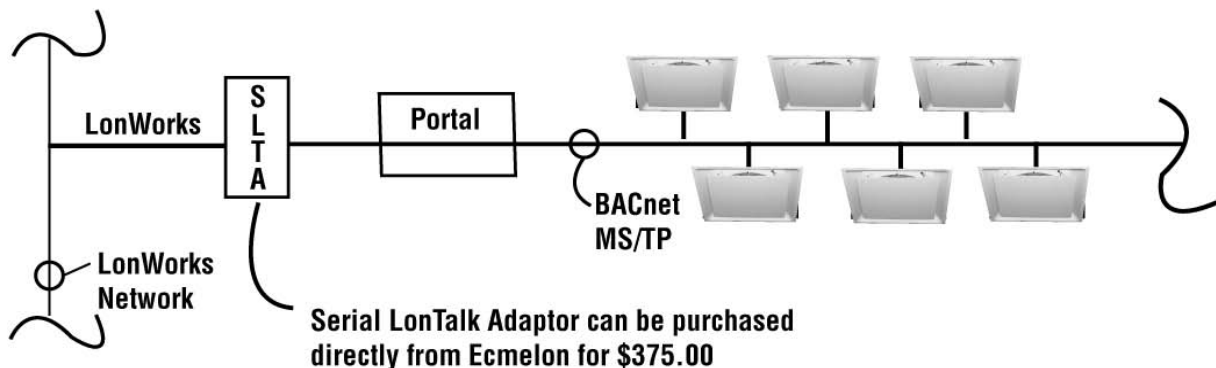 LonWorks
SLTA
Portal
BACnet
MS/TP
LonWorks
Network
Serial LonTalk Adaptor can be purchased
directly from Ecmelon for $375.00